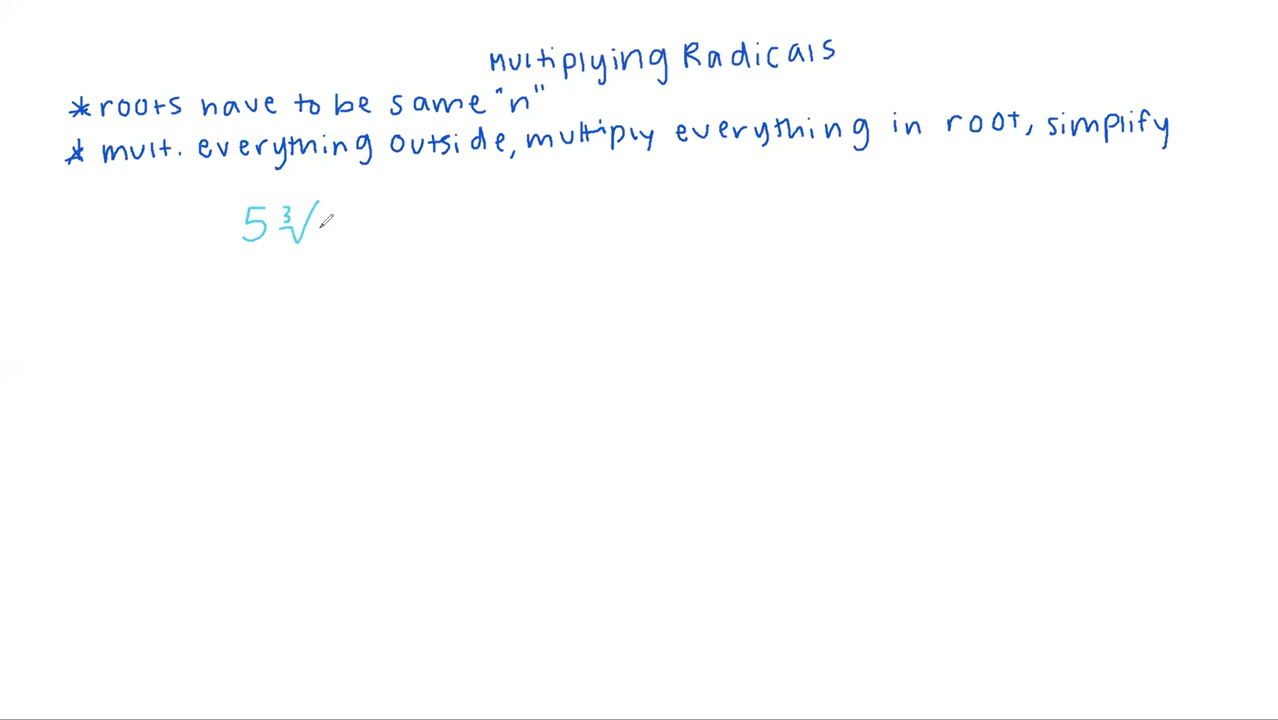 Multiplying Radicals
* roots have to be same "n"
* mult. everything outside, multiply everything in root, simplify
5 ∛